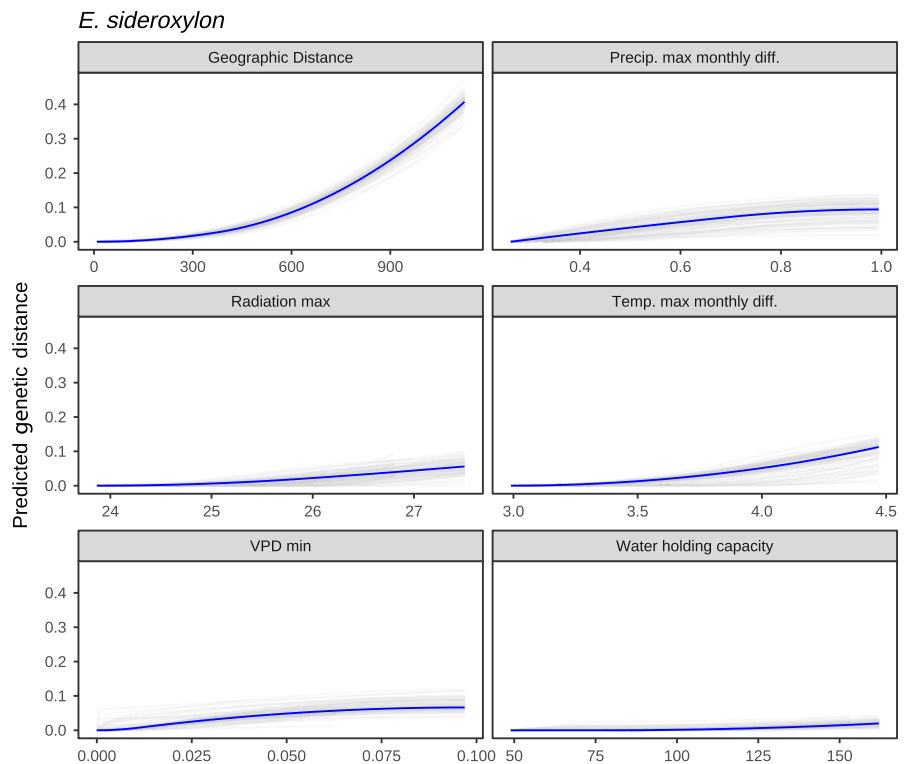 E. sideroxylon
Geographic Distance
Precip. max monthly diff.
0.4
0.3
0.2
0.1
0.0
0 300 600 900
0.4 0.6 0.8 1.0
Predicted genetic distance
Radiation max
Temp. max monthly diff.
0.4
0.3
0.2
0.1
0.0
24 25 26 27
3.0 3.5 4.0 4.5
VPD min
Water holding capacity
0.4
0.3
0.2
0.1
0.0
0.000 0.025 0.050 0.075 0.100
50 75 100 125 150